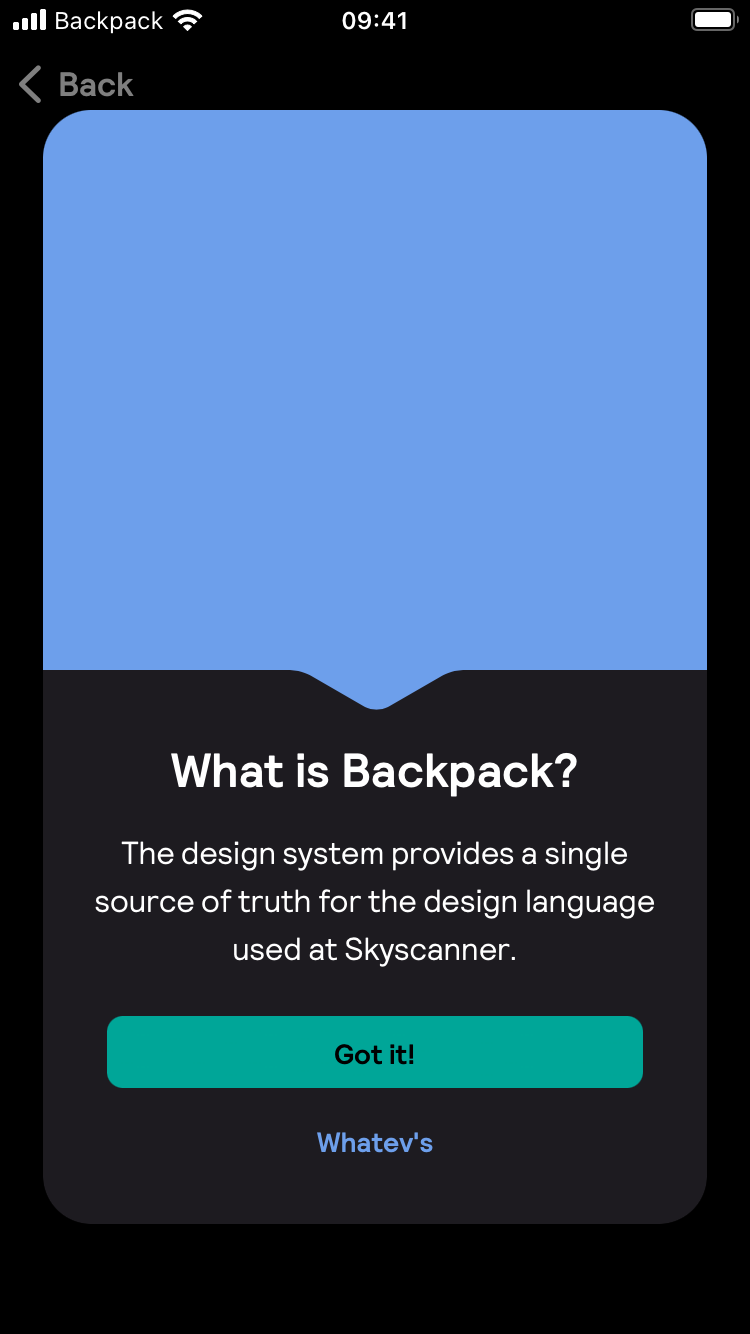 Backpack 09:41
Back
What is Backpack?
The design system provides a single
source of truth for the design language
used at Skyscanner.
Got it!
Whatev's